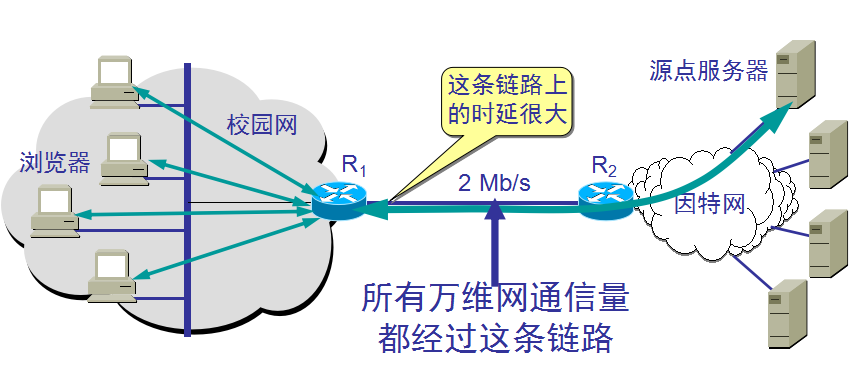 这条链路上
的时延很大
源点服务器
校园网
浏览器
R1
2 Mb/s
R2
因特网
所有万维网通信量
都经过这条链路